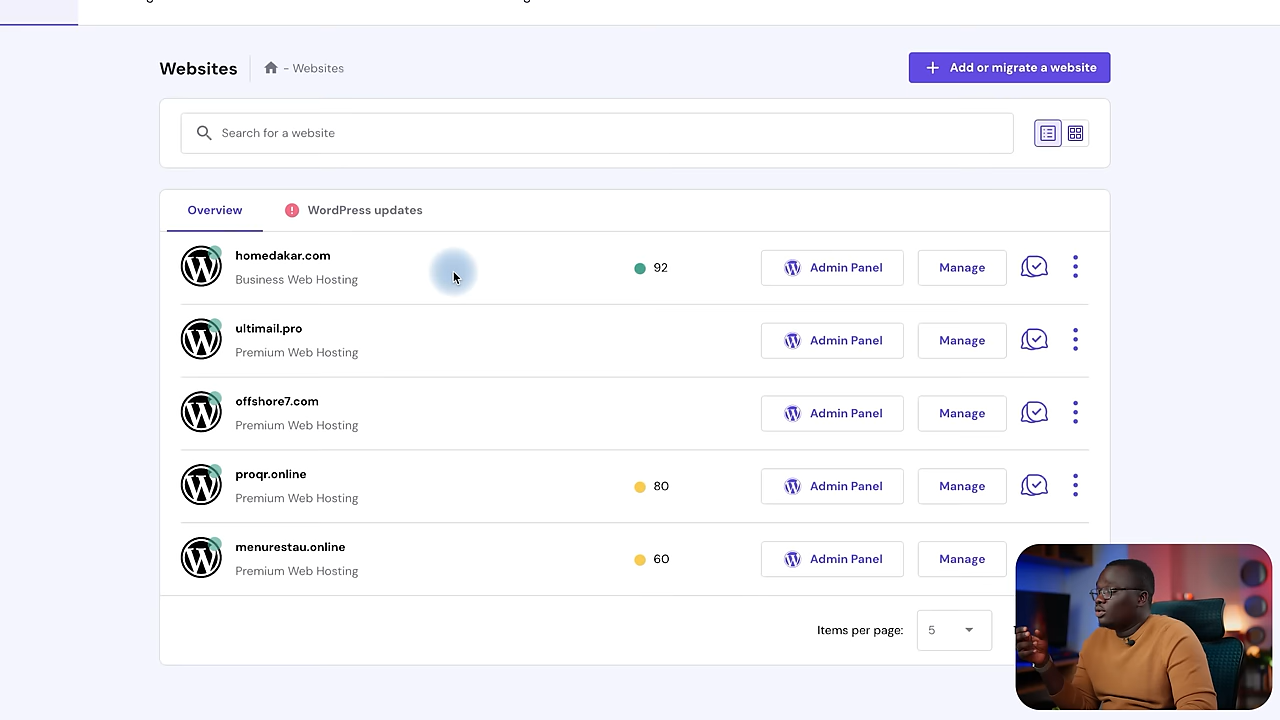 Websites - Websites
+ Add or migrate a website
Search for a website
Overview WordPress updates
homedakar.com
Business Web Hosting
92 Admin Panel Manage
ultimail.pro
Premium Web Hosting
Admin Panel Manage
offshore7.com
Premium Web Hosting
Admin Panel Manage
proqr.online
Premium Web Hosting
80 Admin Panel Manage
menurestau.online
Premium Web Hosting
60 Admin Panel Manage
Items per page: 5